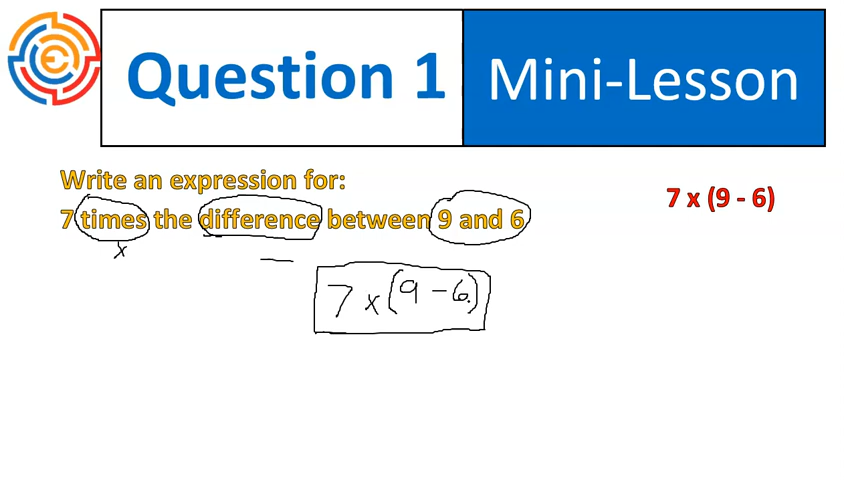 Question 1
Mini-Lesson
Write an expression for:
7 times the difference between 9 and 6
7 x (9 - 6)
x
—
7 x (9 - 6)